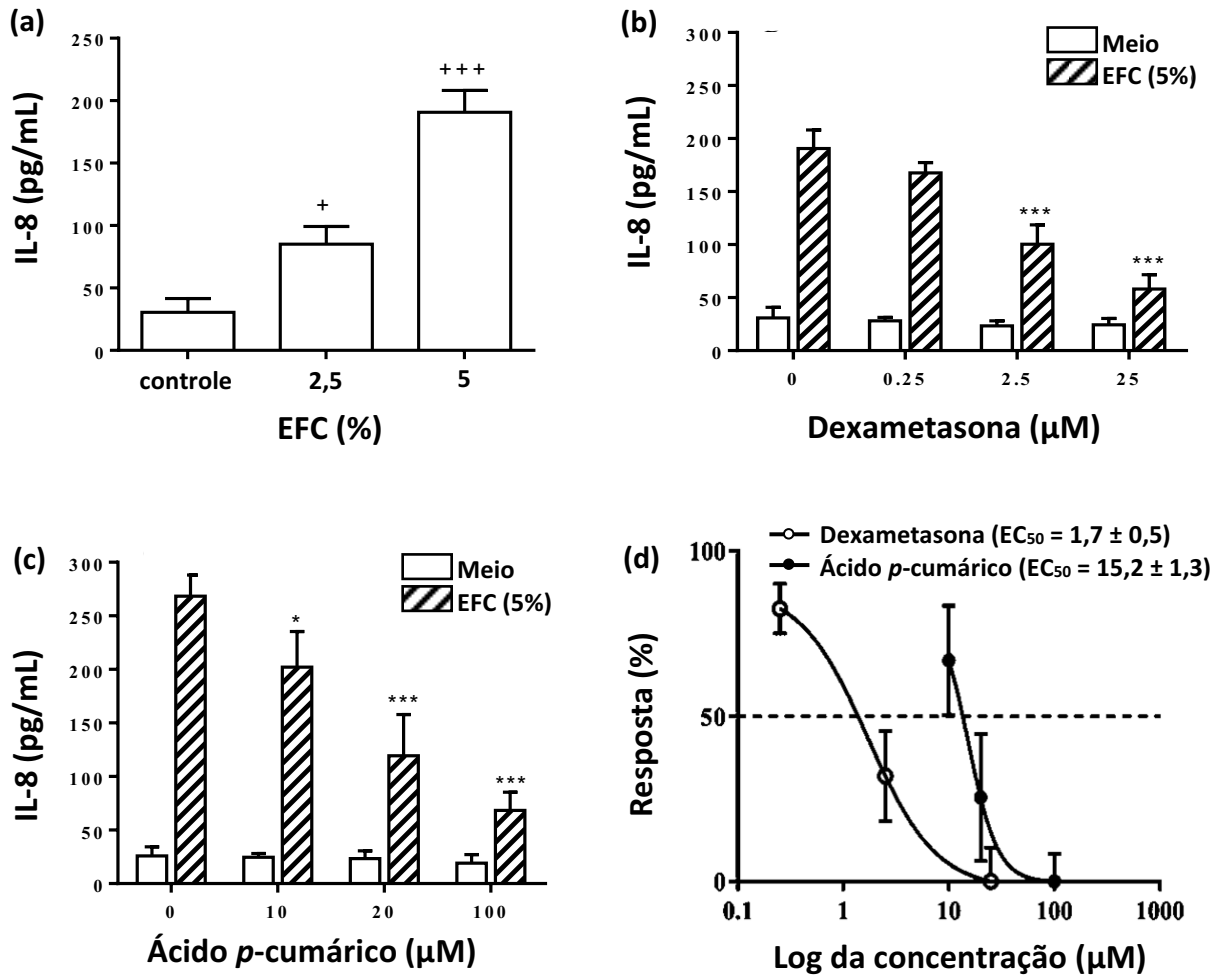 (a)
250
200
150
100
50
0
IL-8 (pg/mL)
+
+++
controle
2,5
5
EFC (%)
(b)
300
250
200
150
100
50
0
IL-8 (pg/mL)
Meio
EFC (5%)
***
***
0
0.25
2.5
25
Dexametasona (µM)
(c)
300
250
200
150
100
50
0
IL-8 (pg/mL)
Meio
EFC (5%)
*
***
***
0
10
20
100
Ácido p-cumárico (µM)
(d)
Dexametasona (EC₅₀ = 1,7 ± 0,5)
Ácido p-cumárico (EC₅₀ = 15,2 ± 1,3)
100
50
0
Resposta (%)
0.1
1
10
100
1000
Log da concentração (µM)